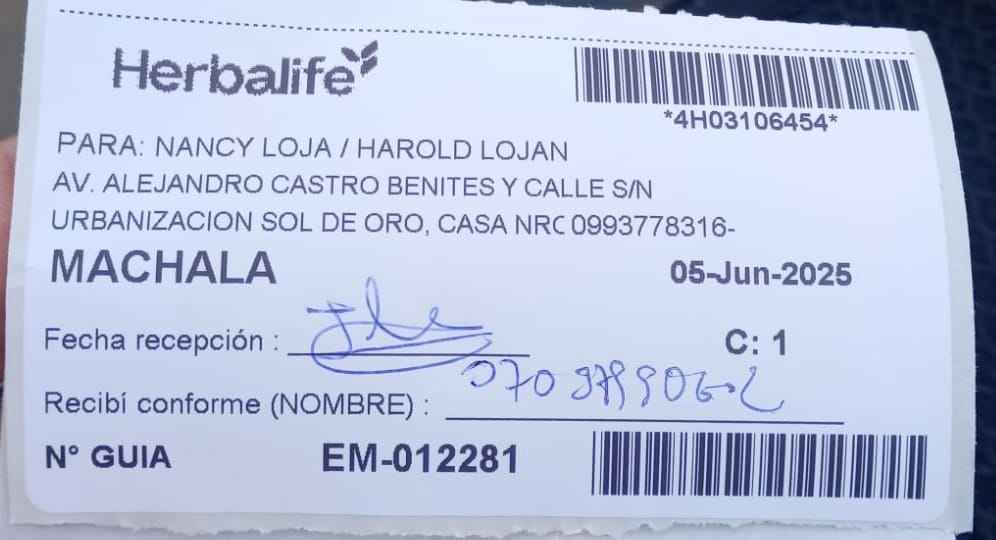 Herbalife
*4H03106454*
PARA: NANCY LOJA / HAROLD LOJAN
AV. ALEJANDRO CASTRO BENITES Y CALLE S/N
URBANIZACION SOL DE ORO, CASA NRC 0993778316-
MACHALA 05-Jun-2025
Fecha recepción :
C: 1
Recibí conforme (NOMBRE) :
N° GUIA EM-012281